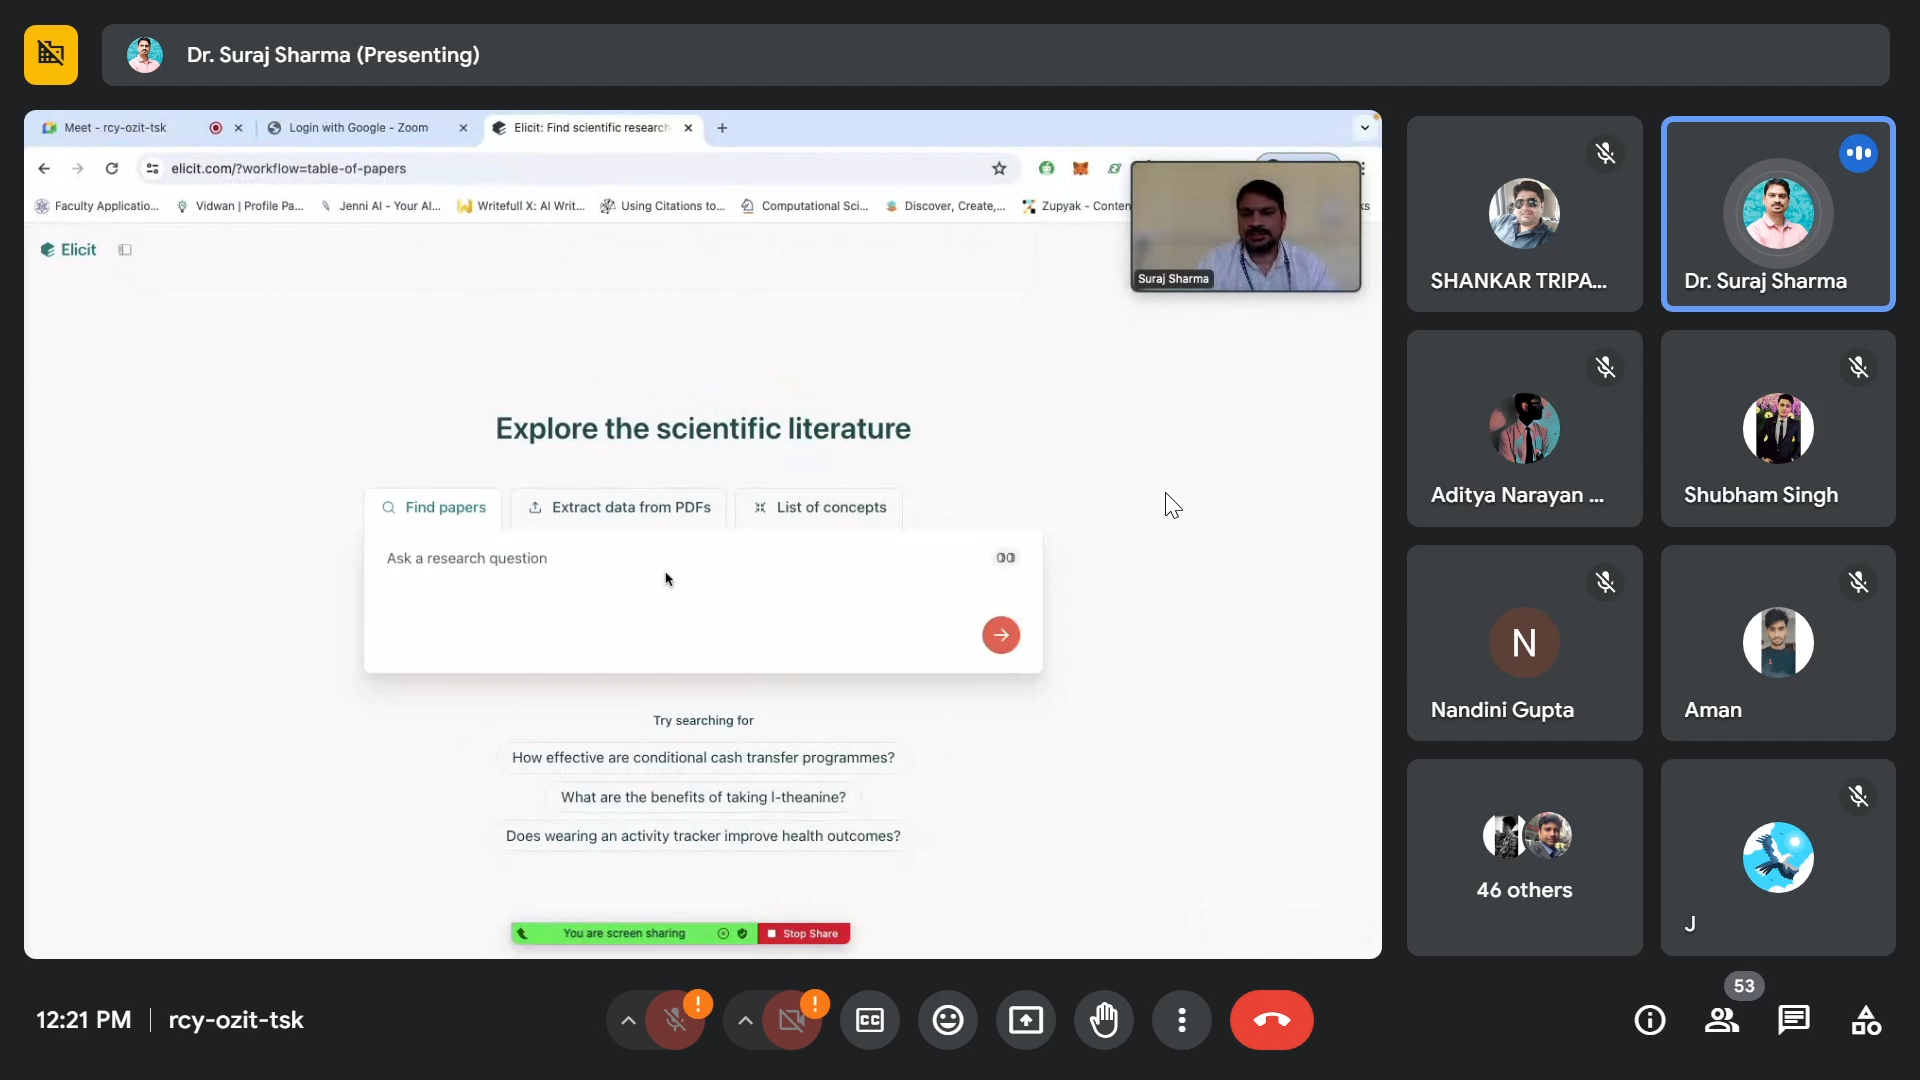 Dr. Suraj Sharma (Presenting)
Meet - rcy-ozit-tsk
Login with Google - Zoom
Elicit: Find scientific research
elicit.com/?workflow=table-of-papers
Faculty Applicatio...
Vidwan | Profile Pa...
Jenni AI - Your AI...
Writefull X: AI Writ...
Using Citations to...
Computational Sci...
Discover, Create,...
Zupyak - Conten
ks
Suraj Sharma
Elicit
Explore the scientific literature
Find papers
Extract data from PDFs
List of concepts
Ask a research question
Try searching for
How effective are conditional cash transfer programmes?
What are the benefits of taking l-theanine?
Does wearing an activity tracker improve health outcomes?
You are screen sharing
Stop Share
SHANKAR TRIPA...
Dr. Suraj Sharma
Aditya Narayan ...
Shubham Singh
N
Nandini Gupta
Aman
46 others
J
12:21 PM
rcy-ozit-tsk
CC
53